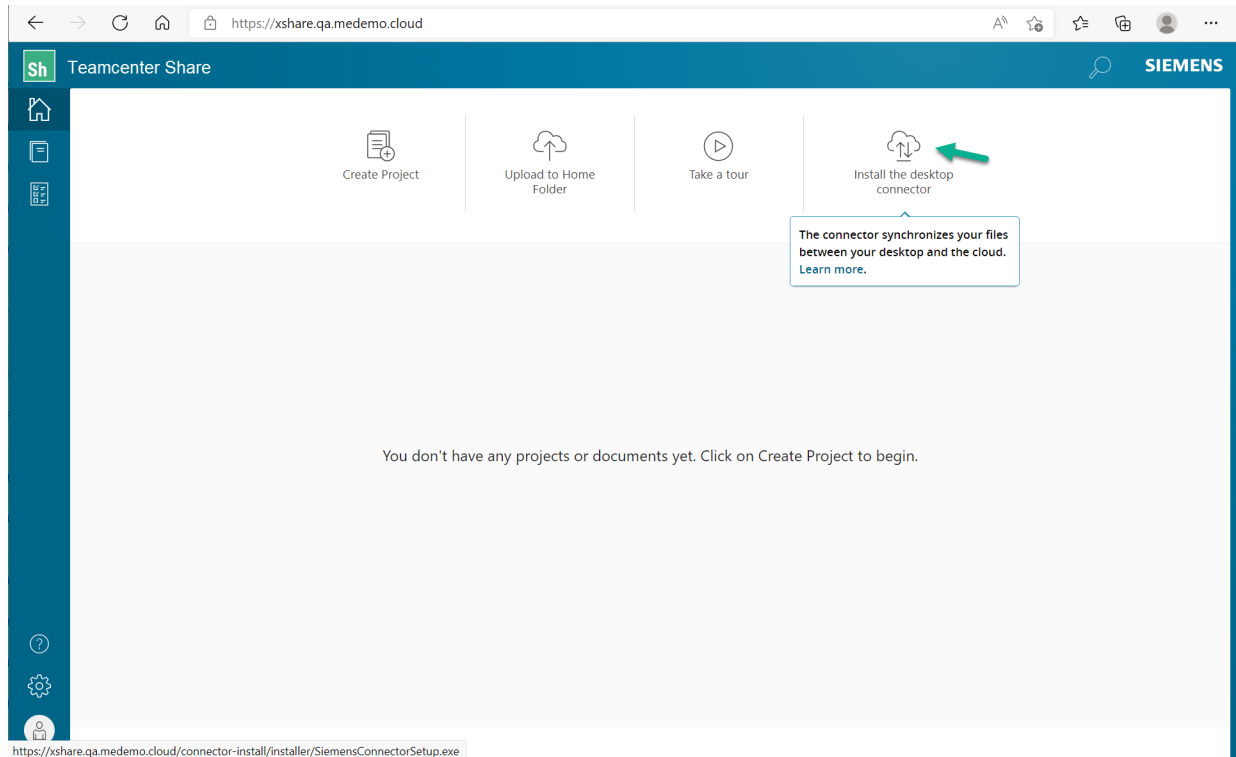 https://xshare.qa.medemo.cloud
Sh Teamcenter Share
SIEMENS
Create Project
Upload to Home
Folder
Take a tour
Install the desktop
connector
The connector synchronizes your files
between your desktop and the cloud.
Learn more.
You don't have any projects or documents yet. Click on Create Project to begin.
https://xshare.qa.medemo.cloud/connector-install/installer/SiemensConnectorSetup.exe